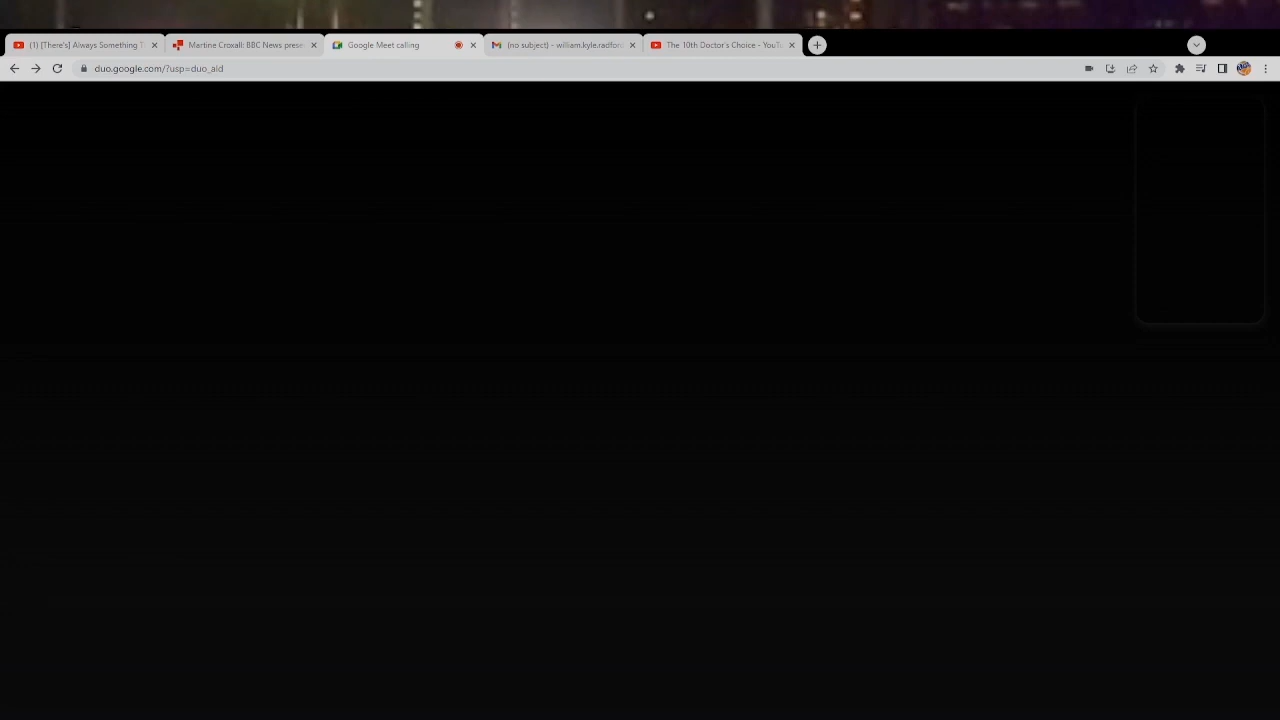 (1) [There's] Always Something T
Martine Croxall: BBC News prese
Google Meet calling
(no subject) - william.kyle.radford
The 10th Doctor's Choice - YouTu
duo.google.com/?usp=duo_aid